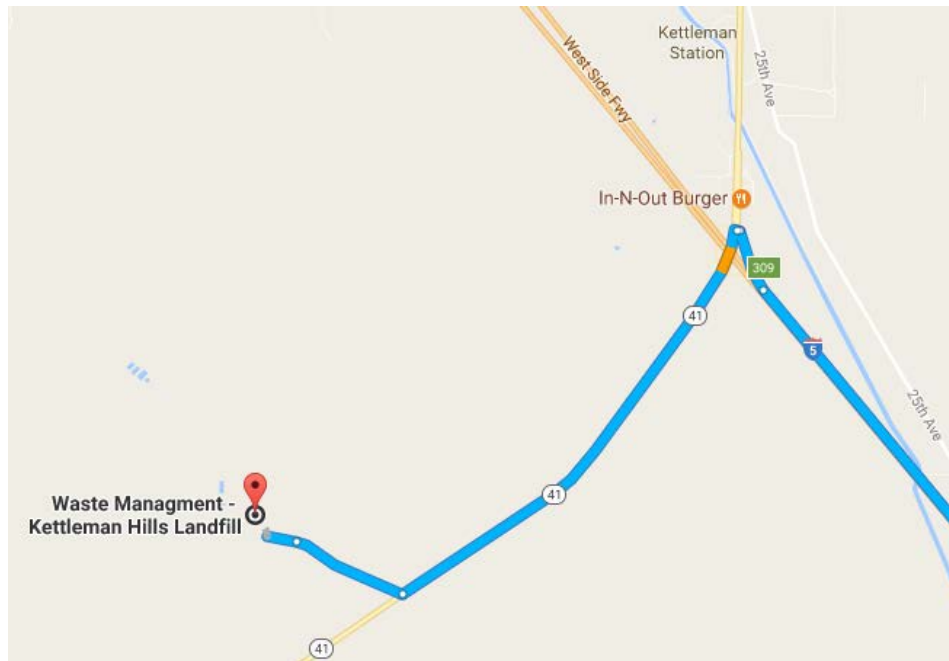 Kettleman
Station
25th Ave
West Side Fwy
In-N-Out Burger
309
41
5
25th Ave
41
Waste Managment -
Kettleman Hills Landfill
41